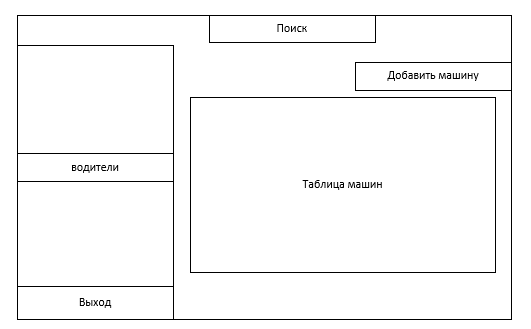 Поиск
Добавить машину
водители
Таблица машин
Выход